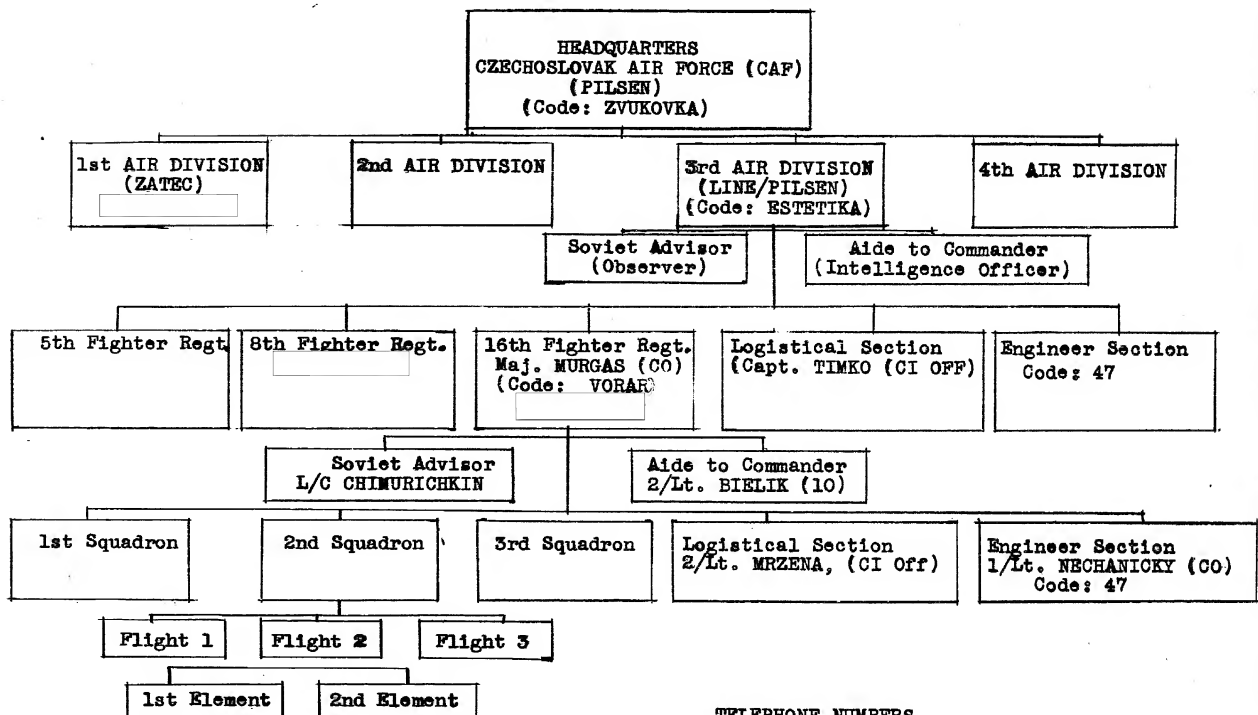 HEADQUARTERS
CZECHOSLOVAK AIR FORCE (CAF)
(PILSEN)
(Code: ZVUKOVKA)
1st AIR DIVISION
(ZATEC)
2nd AIR DIVISION
3rd AIR DIVISION
(LINE/PILSEN)
(Code: ESTETIKA)
4th AIR DIVISION
Soviet Advisor
(Observer)
Aide to Commander
(Intelligence Officer)
5th Fighter Regt.
8th Fighter Regt.
16th Fighter Regt.
Maj. MURGAS (CO)
(Code: VORAR)
Logistical Section
(Capt. TIMKO (CI OFF)
Engineer Section
Code: 47
Soviet Advisor
L/C CHIMURICHKIN
Aide to Commander
2/Lt. BIELIK (IO)
1st Squadron
2nd Squadron
3rd Squadron
Logistical Section
2/Lt. MRZENA, (CI Off)
Engineer Section
1/Lt. NECHANICKY (CO)
Code: 47
Flight 1
Flight 2
Flight 3
1st Element
2nd Element
TELEPHONE NUMBERS